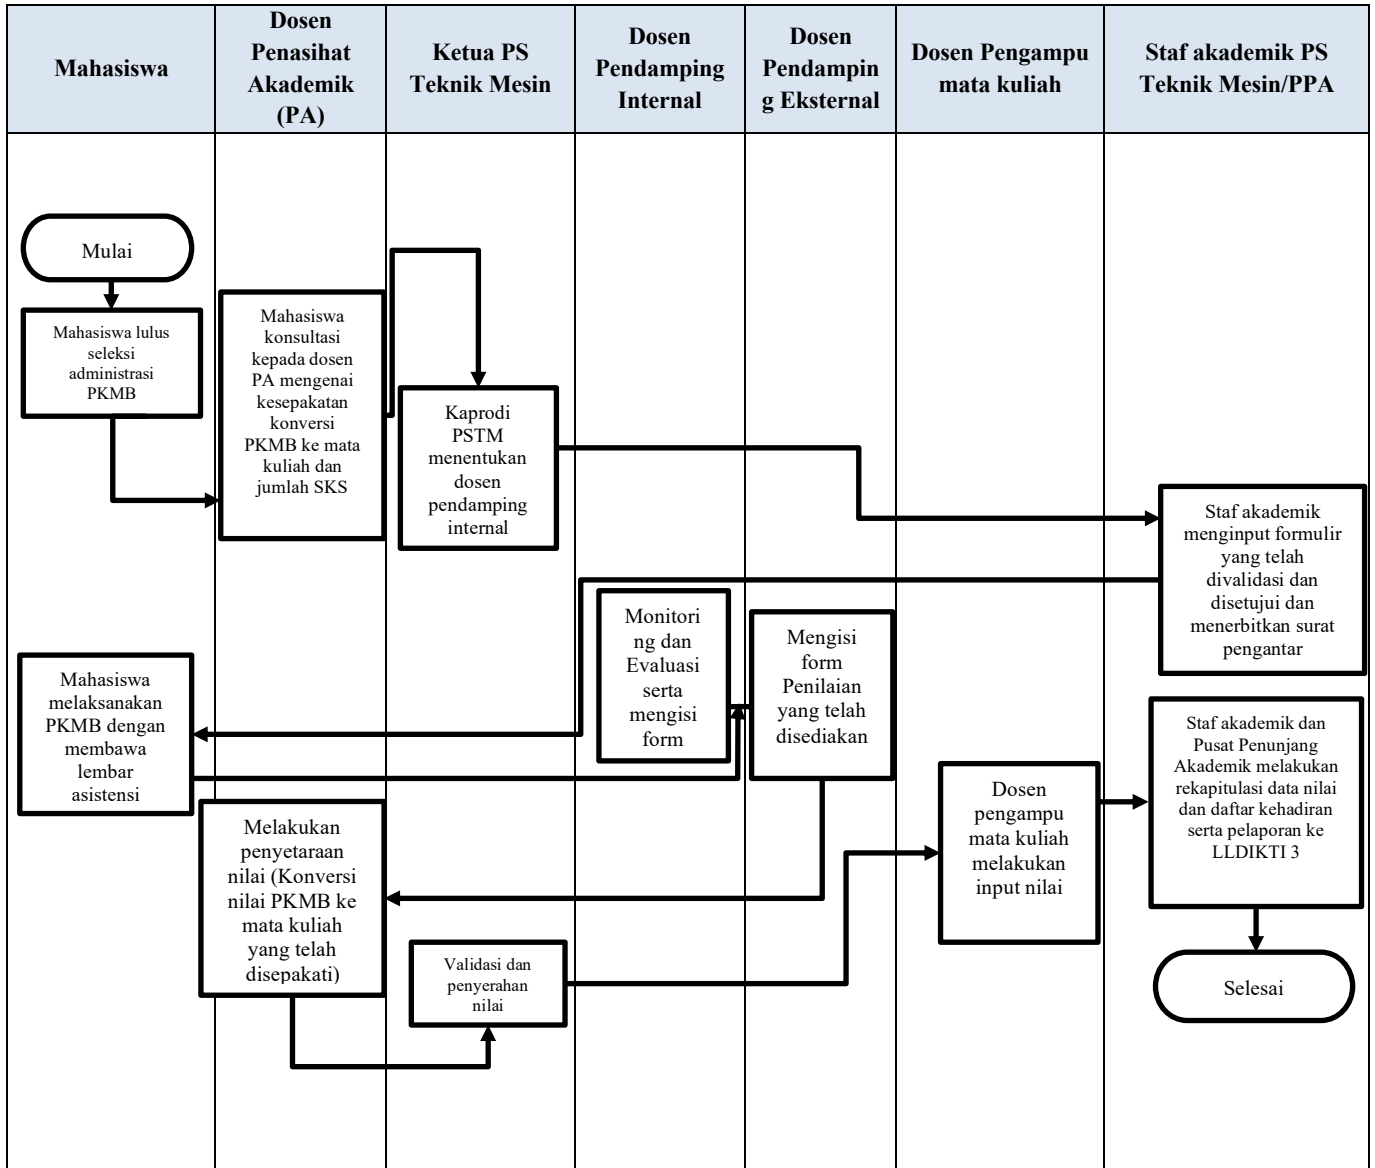 Mahasiswa
Dosen
Penasihat
Akademik
(PA)
Ketua PS
Teknik Mesin
Dosen
Pendamping
Internal
Dosen
Pendampin
g Eksternal
Dosen Pengampu
mata kuliah
Staf akademik PS
Teknik Mesin/PPA
Mulai
Mahasiswa lulus
seleksi
administrasi
PKMB
Mahasiswa
konsultasi
kepada dosen
PA mengenai
kesepakatan
konversi
PKMB ke mata
kuliah dan
jumlah SKS
Kaprodi
PSTM
menentukan
dosen
pendamping
internal
Staf akademik
menginput formulir
yang telah
divalidasi dan
disetujui dan
menerbitkan surat
pengantar
Mahasiswa
melaksanakan
PKMB dengan
membawa
lembar
asistensi
Monitori
ng dan
Evaluasi
serta
mengisi
form
Mengisi
form
Penilaian
yang telah
disediakan
Melakukan
penyetaraan
nilai (Konversi
nilai PKMB ke
mata kuliah
yang telah
disepakati)
Validasi dan
penyerahan
nilai
Dosen
pengampu
mata kuliah
melakukan
input nilai
Staf akademik dan
Pusat Penunjang
Akademik melakukan
rekapitulasi data nilai
dan daftar kehadiran
serta pelaporan ke
LLDIKTI 3
Selesai